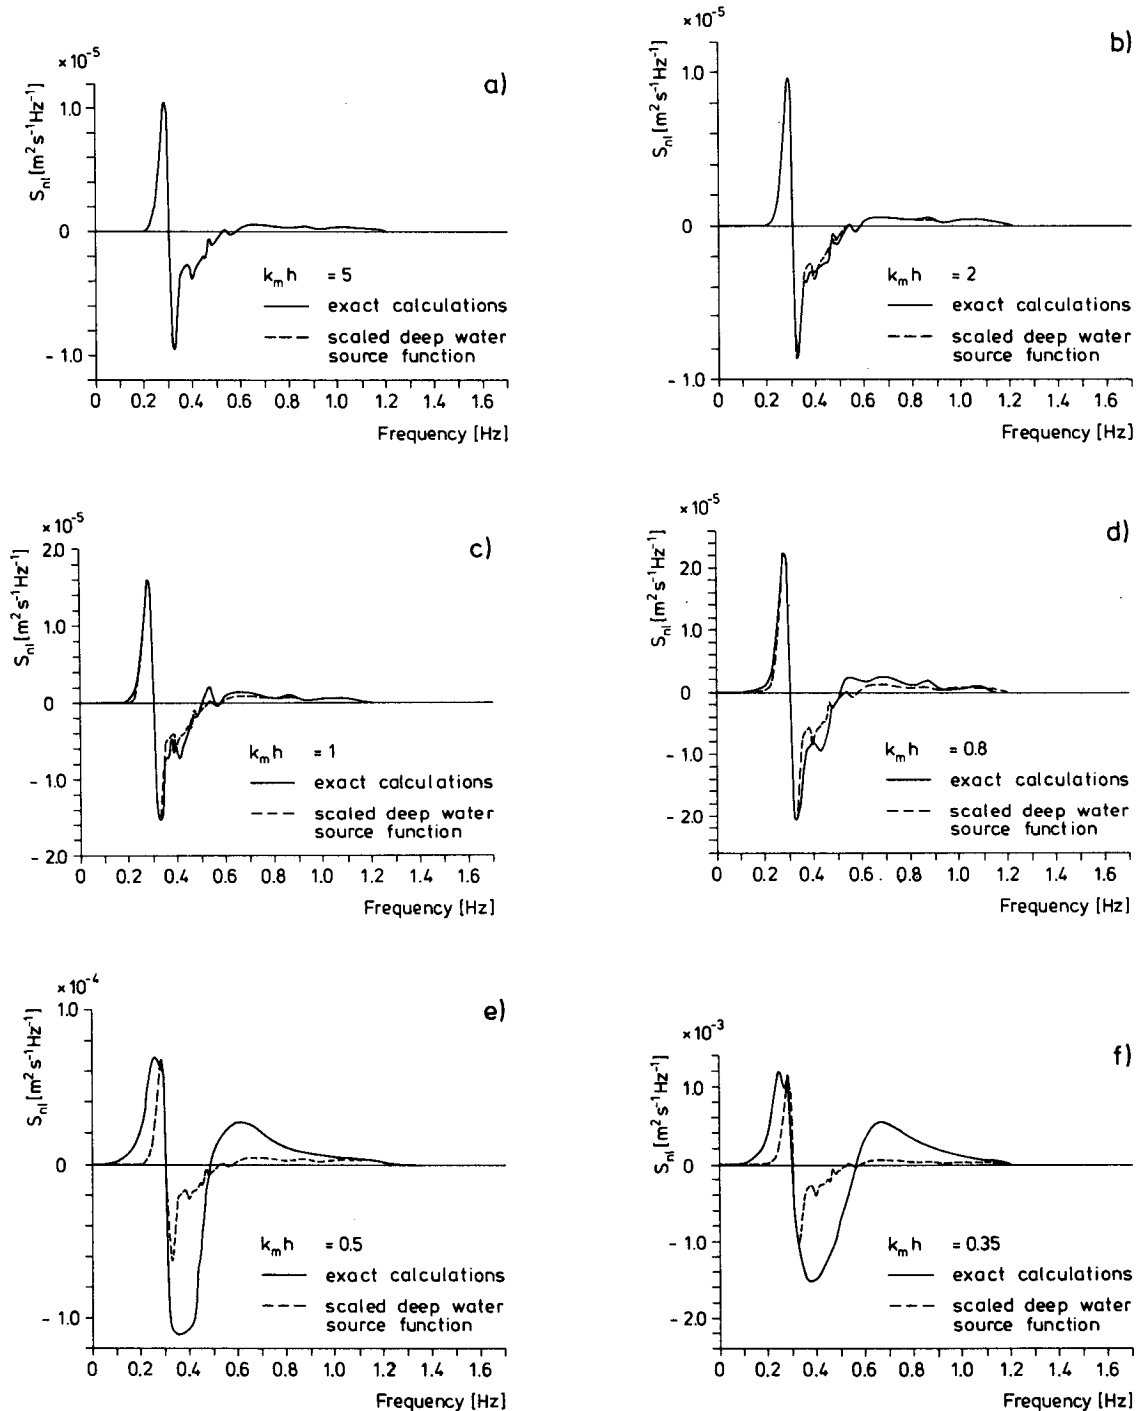 × 10⁻⁵
a)
Sₙₗ [m² s⁻¹ Hz⁻¹]
1.0
0
- 1.0
kₘh = 5
exact calculations
scaled deep water
source function
0 0.2 0.4 0.6 0.8 1.0 1.2 1.4 1.6
Frequency [Hz]
× 10⁻⁵
b)
Sₙₗ [m² s⁻¹ Hz⁻¹]
1.0
0
- 1.0
kₘh = 2
exact calculations
scaled deep water
source function
0 0.2 0.4 0.6 0.8 1.0 1.2 1.4 1.6
Frequency [Hz]
× 10⁻⁵
c)
Sₙₗ [m² s⁻¹ Hz⁻¹]
2.0
1.0
0
- 1.0
- 2.0
kₘh = 1
exact calculations
scaled deep water
source function
0 0.2 0.4 0.6 0.8 1.0 1.2 1.4 1.6
Frequency [Hz]
× 10⁻⁵
d)
Sₙₗ [m² s⁻¹ Hz⁻¹]
2.0
1.0
0
- 1.0
- 2.0
kₘh = 0.8
exact calculations
scaled deep water
source function
0 0.2 0.4 0.6 0.8 1.0 1.2 1.4 1.6
Frequency [Hz]
× 10⁻⁴
e)
Sₙₗ [m² s⁻¹ Hz⁻¹]
1.0
0
- 1.0
kₘh = 0.5
exact calculations
scaled deep water
source function
0 0.2 0.4 0.6 0.8 1.0 1.2 1.4 1.6
Frequency [Hz]
× 10⁻³
f)
Sₙₗ [m² s⁻¹ Hz⁻¹]
1.0
0
- 1.0
- 2.0
kₘh = 0.35
exact calculations
scaled deep water
source function
0 0.2 0.4 0.6 0.8 1.0 1.2 1.4 1.6
Frequency [Hz]